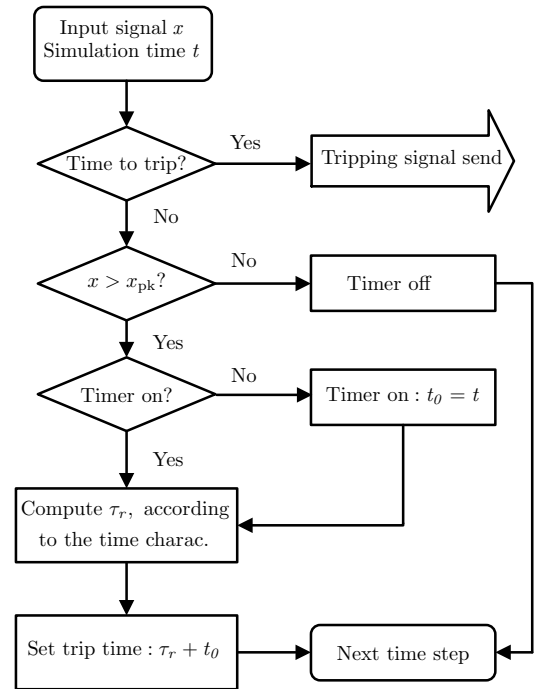 Input signal x
Simulation time t
Time to trip?
Yes
Tripping signal send
No
x > x_pk?
No
Timer off
Yes
Timer on?
No
Timer on : t_0 = t
Yes
Compute τ_r, according
to the time charac.
Set trip time : τ_r + t_0
Next time step